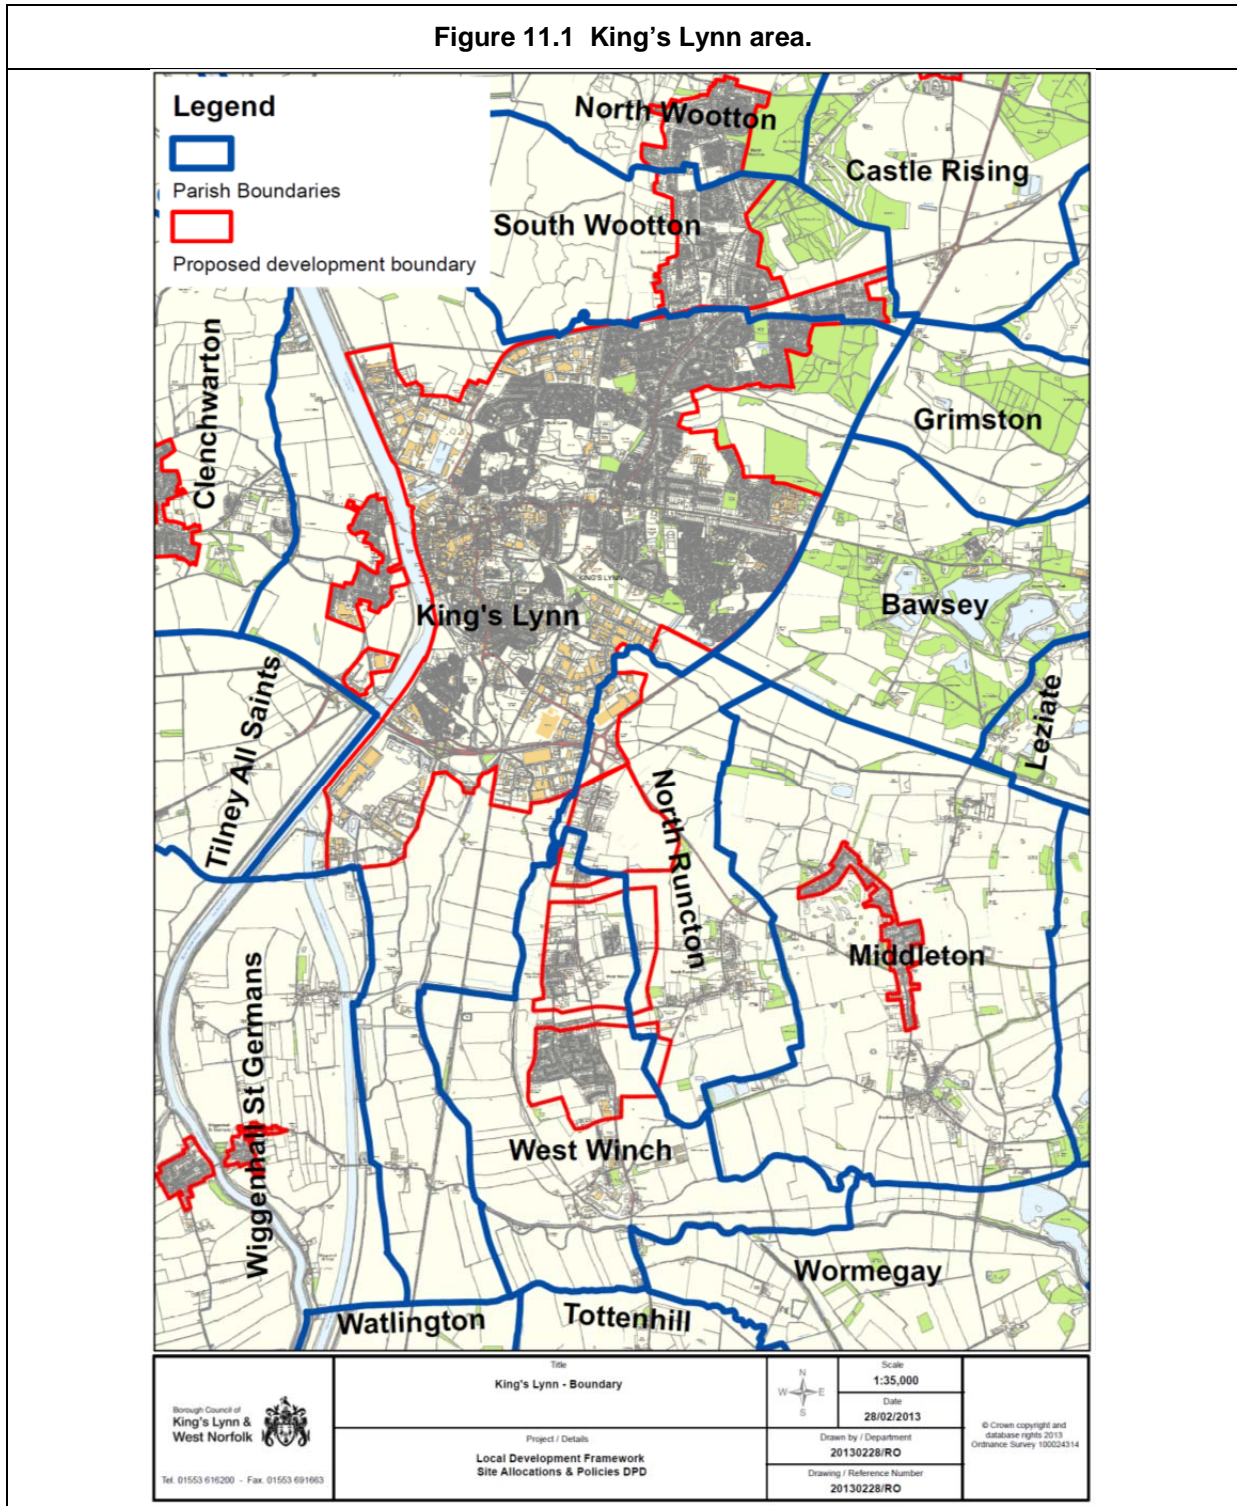 Figure 11.1 King's Lynn area.
Legend
Parish Boundaries
Proposed development boundary
North Wootton
Castle Rising
South Wootton
Clenchwarton
Grimston
King's Lynn
KING'S LYNN
Bawsey
Tilney All Saints
Leziate
North Runcton
Middleton
Wiggenhall St Germans
West Winch
Wormegay
Watlington
Tottenhill
Borough Council of
King's Lynn &
West Norfolk
Tel. 01553 616200 - Fax. 01553 691663
Title
King's Lynn - Boundary
Project / Details
Local Development Framework
Site Allocations & Policies DPD
N
W E
S
Scale
1:35,000
Date
28/02/2013
Drawn by / Department
20130228/RO
Drawing / Reference Number
20130228/RO
© Crown copyright and
database rights 2013
Ordnance Survey 100024314